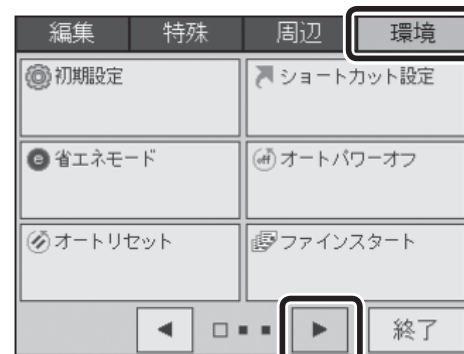 編集 特殊 周辺 環境
初期設定 ショートカット設定
省エネモード オートパワーオフ
オートリセット ファインスタート
終了